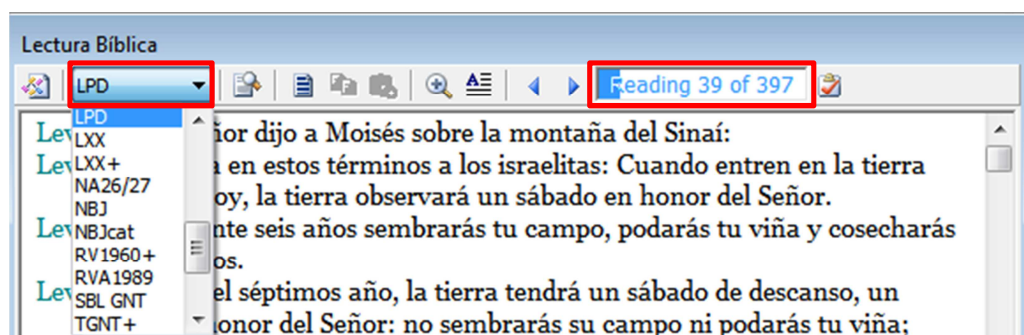 Lectura Bíblica
LPD
Reading 39 of 397
LPD
LXX
LXX+
NA26/27
NBJ
NBJcat
RV1960+
RVA1989
SBL GNT
TGNT+
Lev ñor dijo a Moisés sobre la montaña del Sinaí:
Lev a en estos términos a los israelitas: Cuando entren en la tierra
oy, la tierra observará un sábado en honor del Señor.
Lev nte seis años sembrarás tu campo, podarás tu viña y cosecharás
os.
Lev el séptimos año, la tierra tendrá un sábado de descanso, un
onor del Señor: no sembrarás su campo ni podarás tu viña;